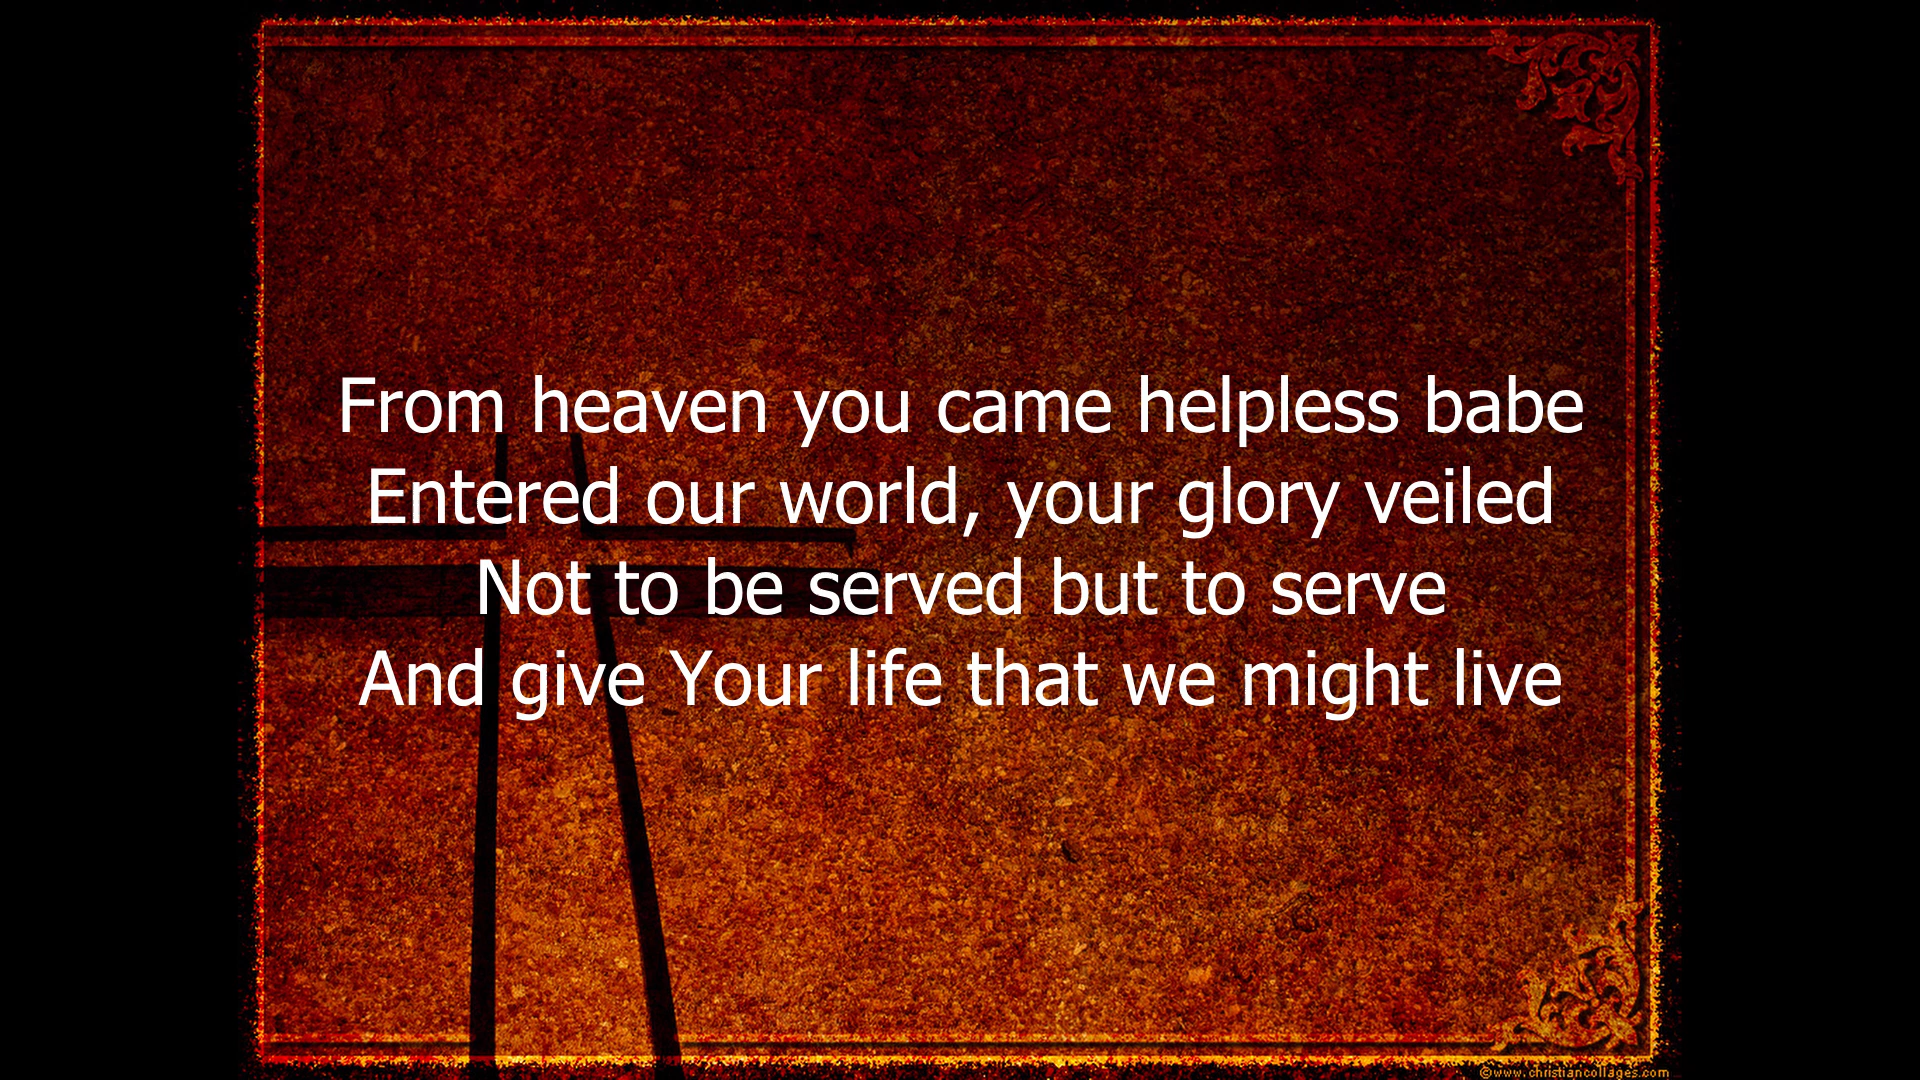 From heaven you came helpless babe
Entered our world, your glory veiled
Not to be served but to serve
And give Your life that we might live
©www.christiancollages.com